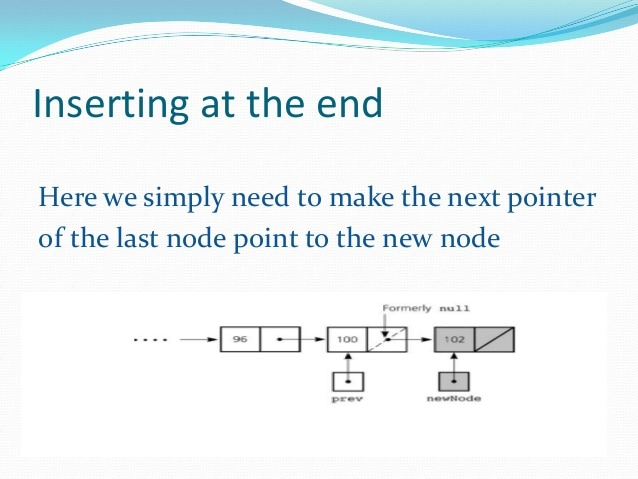 Inserting at the end
Here we simply need to make the next pointer
of the last node point to the new node
Formerly null
96
100
102
prev
newNode